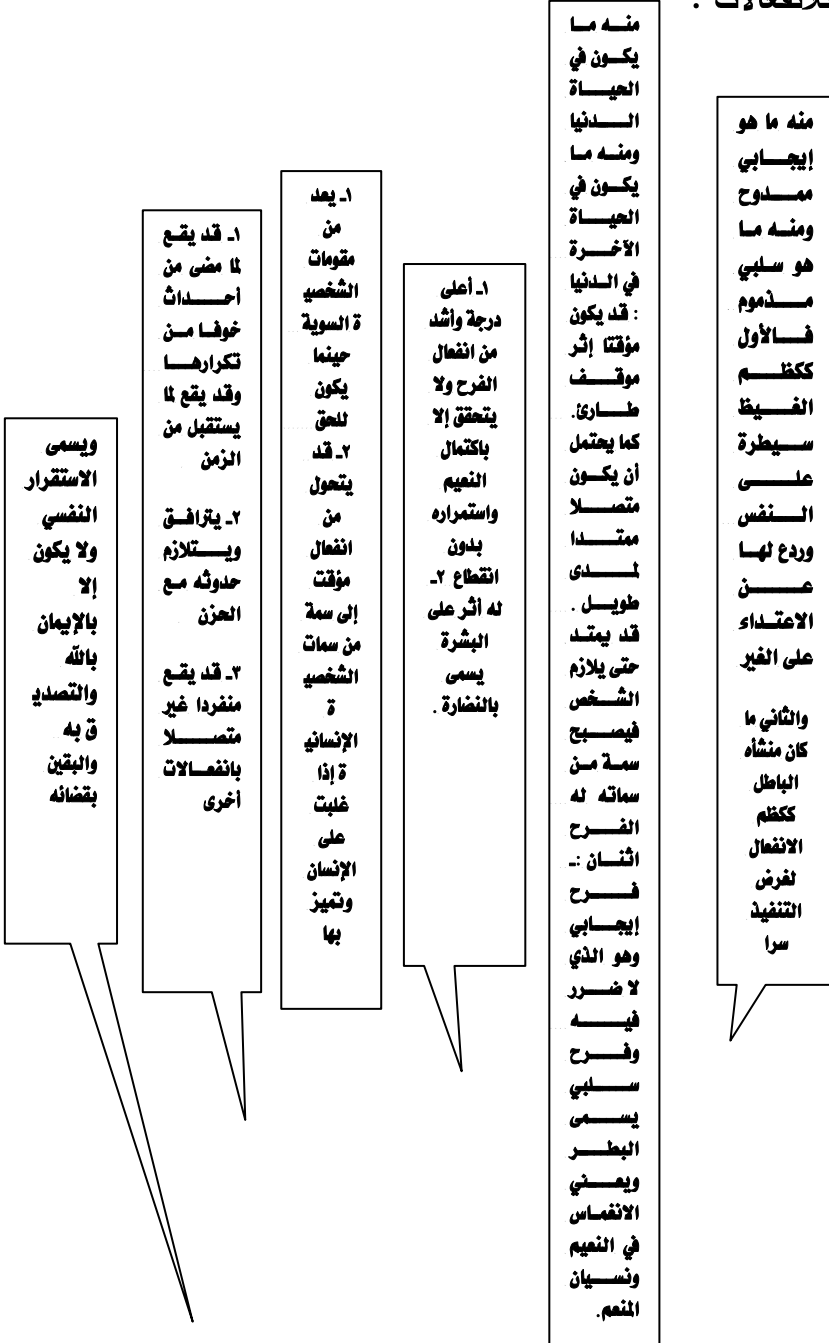 منه ما هو
إيجابي
ممدوح
ومنه ما
هو سلبي
مذموم
فالأول
ككظم
الغيظ
سيطرة
على
النفس
وردع لها
عن
الاعتداء
على الغير
والثاني ما
كان منشأه
الباطل
ككظم
الانفعال
لغرض
التنفيذ
سرا
منه ما
يكون في
الحياة
الدنيا
ومنه ما
يكون في
الحياة
الآخرة
في الدنيا
: قد يكون
مؤقتا إثر
موقف
طارئ.
كما يحتمل
أن يكون
متصلا
ممتدا
لمدى
طويل .
قد يمتد
حتى يلازم
الشخص
فيصبح
سمة من
سماته له
الفرح
اثنان :ـ
فرح
إيجابي
وهو الذي
لا ضرر
فيه
وفرح
سلبي
يسمى
البطر
ويعني
الانغماس
في النعيم
ونسيان
المنعم.
١ـ أعلى
درجة وأشد
من انفعال
الفرح ولا
يتحقق إلا
باكتمال
النعيم
واستمراره
بدون
انقطاع ٢ـ
له أثر على
البشرة
يسمى
بالنضارة .
١ـ يعد
من
مقومات
الشخصي
ة السوية
حينما
يكون
للحق
٢ـ قد
يتحول
من
انفعال
مؤقت
إلى سمة
من سمات
الشخصي
ة
الإنساني
ة إذا
غلبت
على
الإنسان
وتميز
بها
١ـ قد يقع
لما مضى من
أحداث
خوفا من
تكرارها
وقد يقع لما
يستقبل من
الزمن
٢ـ يترافق
ويتلازم
حدوثه مع
الحزن
٣ـ قد يقع
منفردا غير
متصلا
بانفعالات
أخرى
ويسمى
الاستقرار
النفسي
ولا يكون
إلا
بالإيمان
بالله
والتصدي
ق به
واليقين
بقضائه